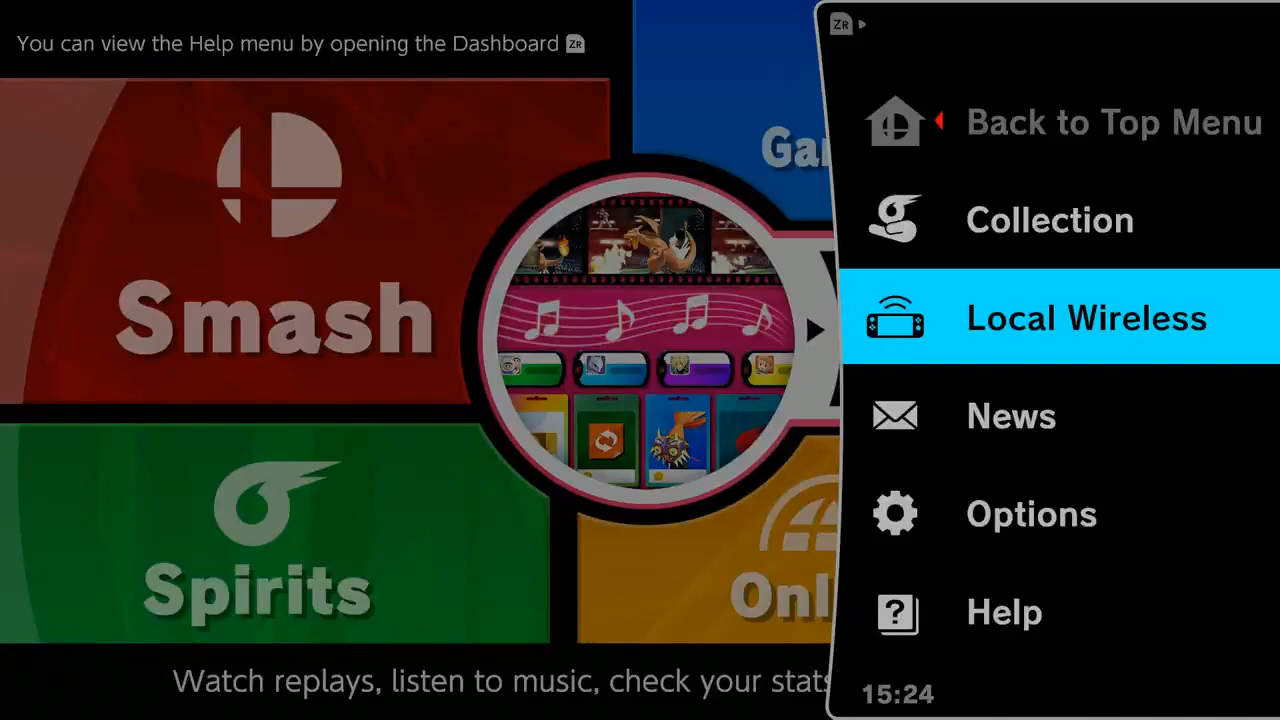 You can view the Help menu by opening the Dashboard ZR
ZR
Back to Top Menu
Collection
Local Wireless
News
Options
Help
15:24
Smash
Spirits
Watch replays, listen to music, check your stats